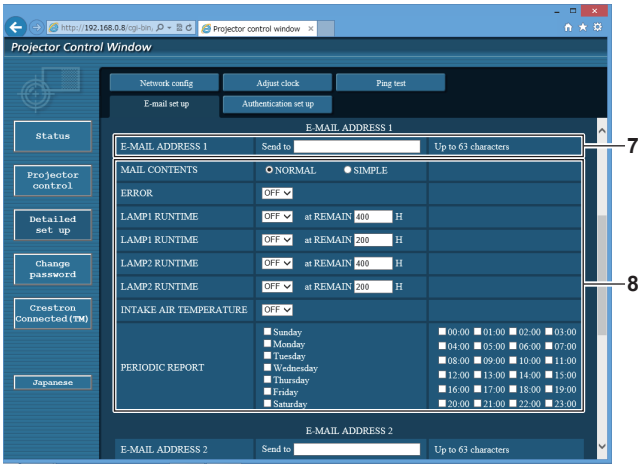 http://192.168.0.8/cgi-bin, Projector control window ×
Projector Control Window
Network config Adjust clock Ping test
E-mail set up Authentication set up
Status
Projector control
Detailed set up
Change password
Crestron Connected(TM)
Japanese
E-MAIL ADDRESS 1
E-MAIL ADDRESS 1 Send to Up to 63 characters 7
MAIL CONTENTS NORMAL SIMPLE
ERROR OFF
LAMP1 RUNTIME OFF at REMAIN 400 H
LAMP1 RUNTIME OFF at REMAIN 200 H
LAMP2 RUNTIME OFF at REMAIN 400 H
LAMP2 RUNTIME OFF at REMAIN 200 H 8
INTAKE AIR TEMPERATURE OFF
PERIODIC REPORT
Sunday
Monday
Tuesday
Wednesday
Thursday
Friday
Saturday
00:00 01:00 02:00 03:00
04:00 05:00 06:00 07:00
08:00 09:00 10:00 11:00
12:00 13:00 14:00 15:00
16:00 17:00 18:00 19:00
20:00 21:00 22:00 23:00
E-MAIL ADDRESS 2
E-MAIL ADDRESS 2 Send to Up to 63 characters